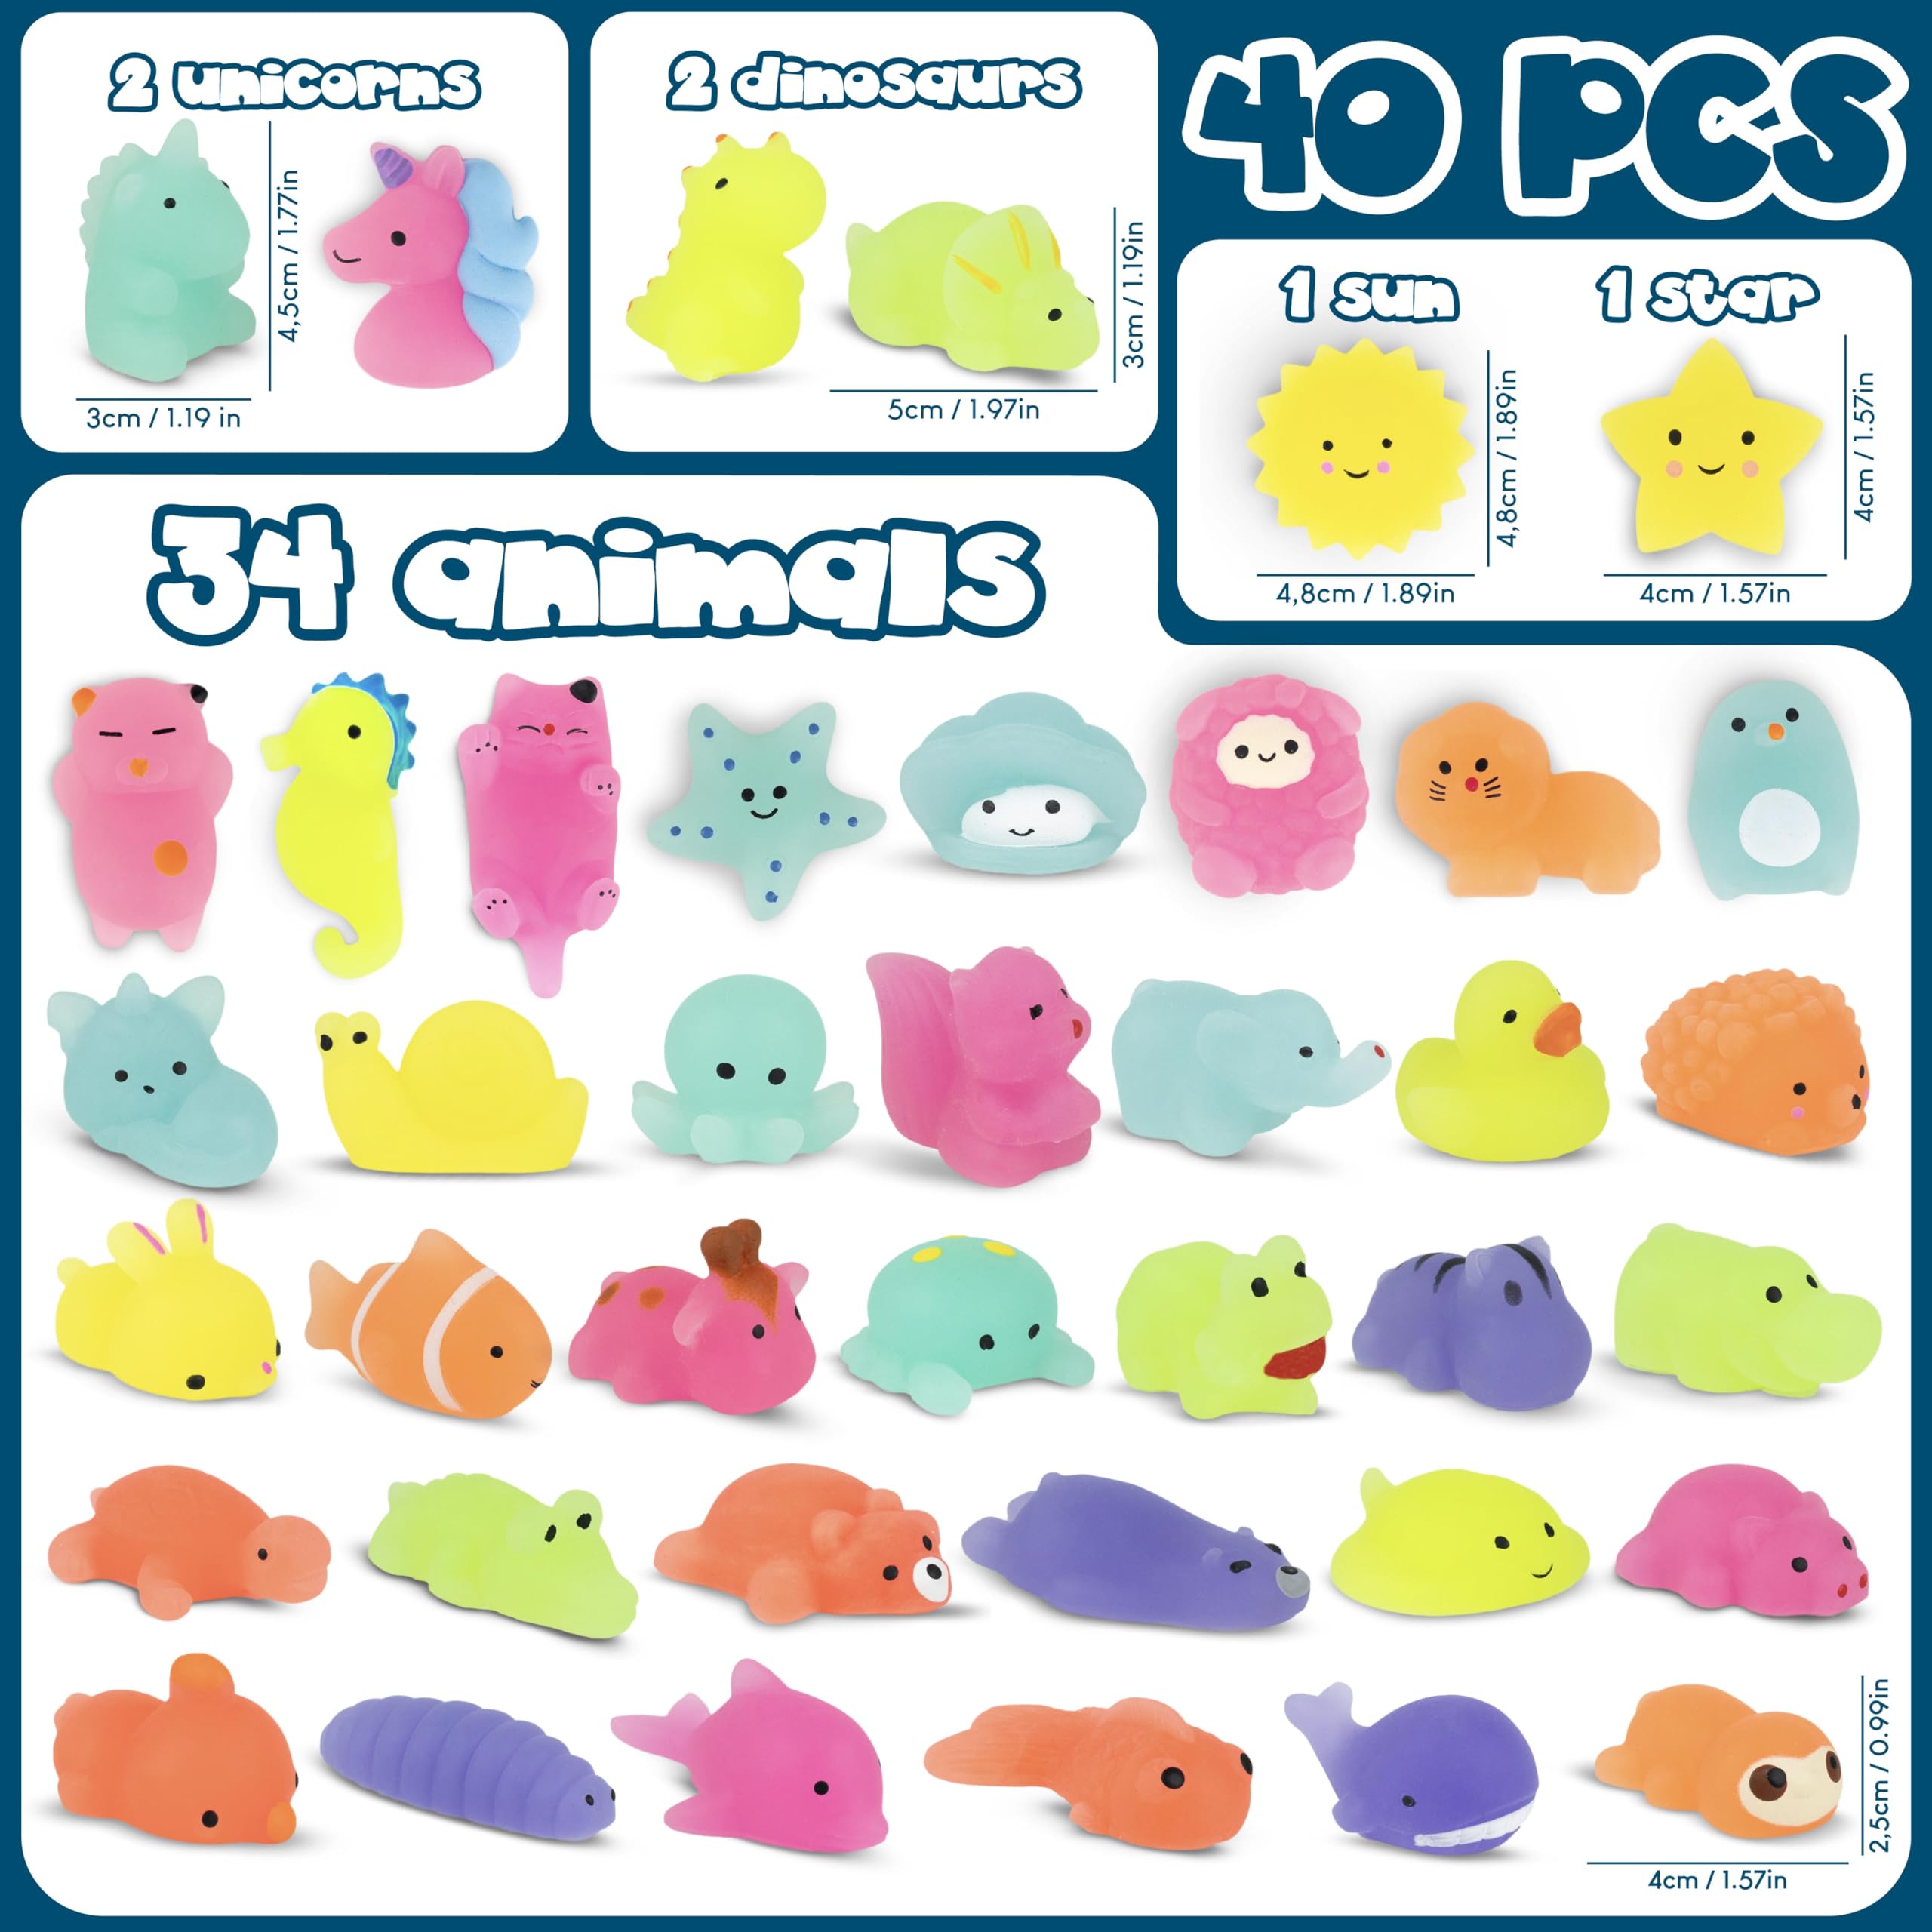 2 unicorns
4,5cm / 1.77in
3cm / 1.19 in
2 dinosaurs
3cm / 1.19in
5cm / 1.97in
40 PCS
1 sun
4,8cm / 1.89in
4,8cm / 1.89in
1 star
4cm / 1.57in
4cm / 1.57in
34 animals
2,5cm / 0.99in
4cm / 1.57in